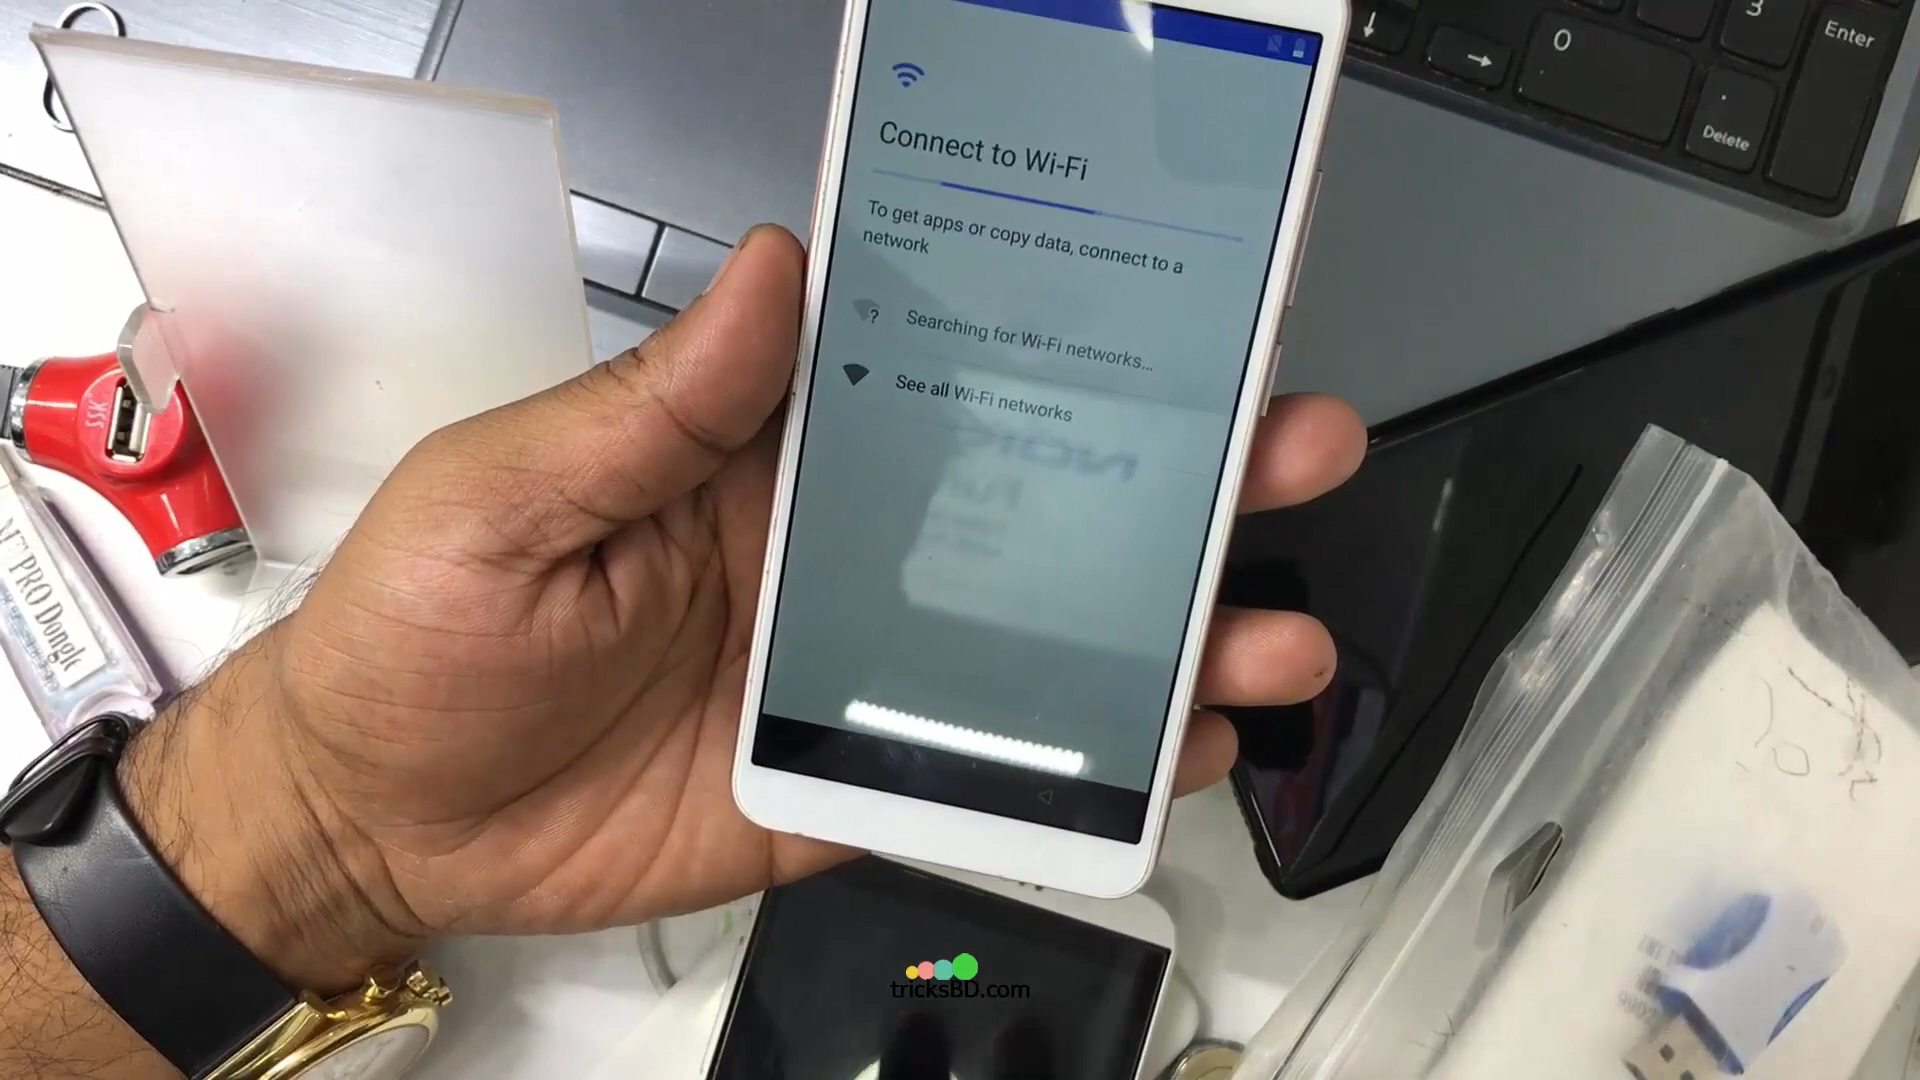 Connect to Wi-Fi
To get apps or copy data, connect to a
network
?
Searching for Wi-Fi networks...
See all Wi-Fi networks
↓
→
0
3
Enter
.
Delete
SSK
PRO Dongle
tricksBD.com